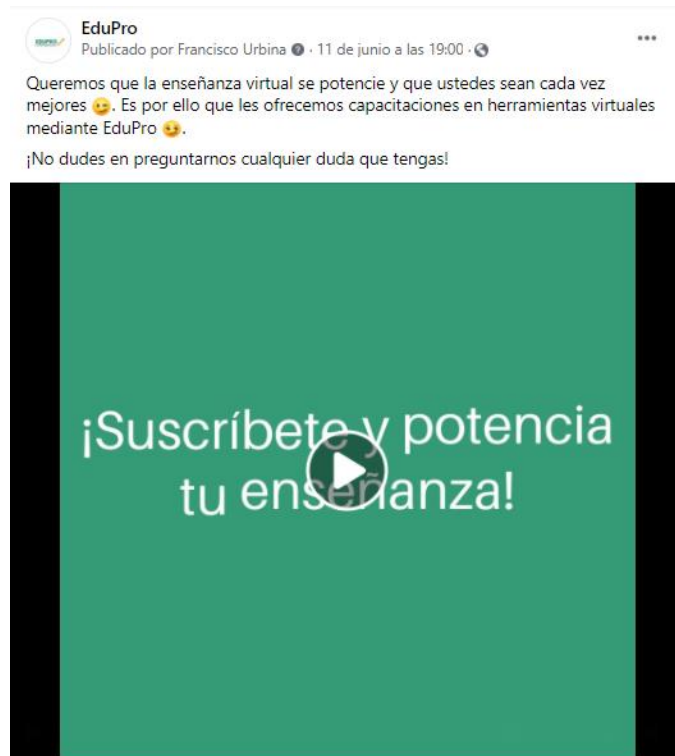 EduPro
Publicado por Francisco Urbina · 11 de junio a las 19:00 ·
Queremos que la enseñanza virtual se potencie y que ustedes sean cada vez
mejores 😉. Es por ello que les ofrecemos capacitaciones en herramientas virtuales
mediante EduPro 😏.
¡No dudes en preguntarnos cualquier duda que tengas!
¡Suscríbete y potencia
tu enseñanza!